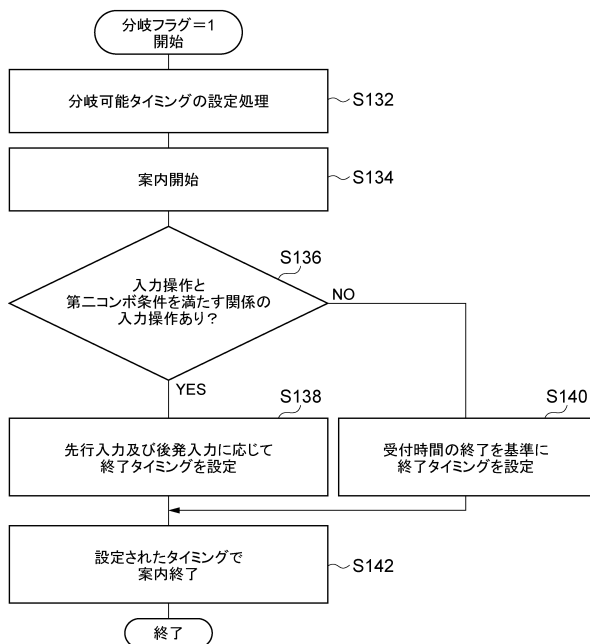 分岐フラグ=1
開始
分岐可能タイミングの設定処理
S132
案内開始
S134
S136
入力操作と
第二コンボ条件を満たす関係の
入力操作あり？
NO
YES
S138
先行入力及び後発入力に応じて
終了タイミングを設定
S140
受付時間の終了を基準に
終了タイミングを設定
設定されたタイミングで
案内終了
S142
終了